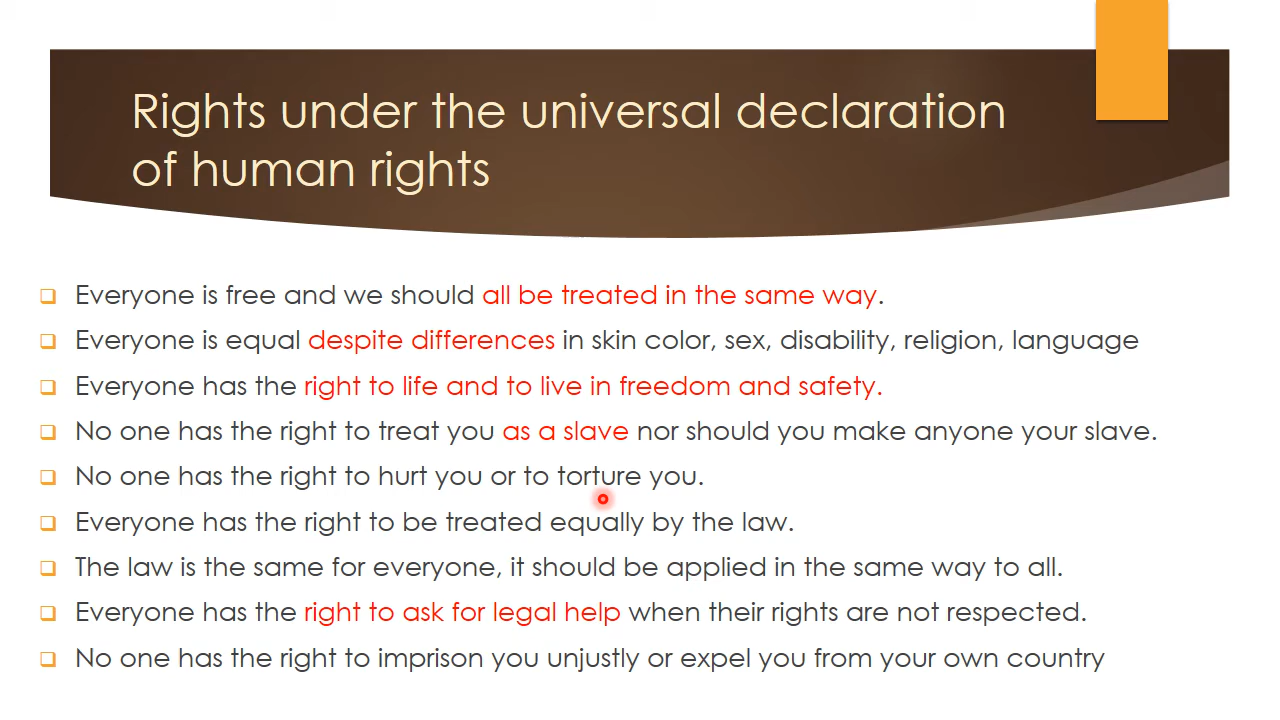 Rights under the universal declaration
of human rights
Everyone is free and we should all be treated in the same way.
Everyone is equal despite differences in skin color, sex, disability, religion, language
Everyone has the right to life and to live in freedom and safety.
No one has the right to treat you as a slave nor should you make anyone your slave.
No one has the right to hurt you or to torture you.
Everyone has the right to be treated equally by the law.
The law is the same for everyone, it should be applied in the same way to all.
Everyone has the right to ask for legal help when their rights are not respected.
No one has the right to imprison you unjustly or expel you from your own country